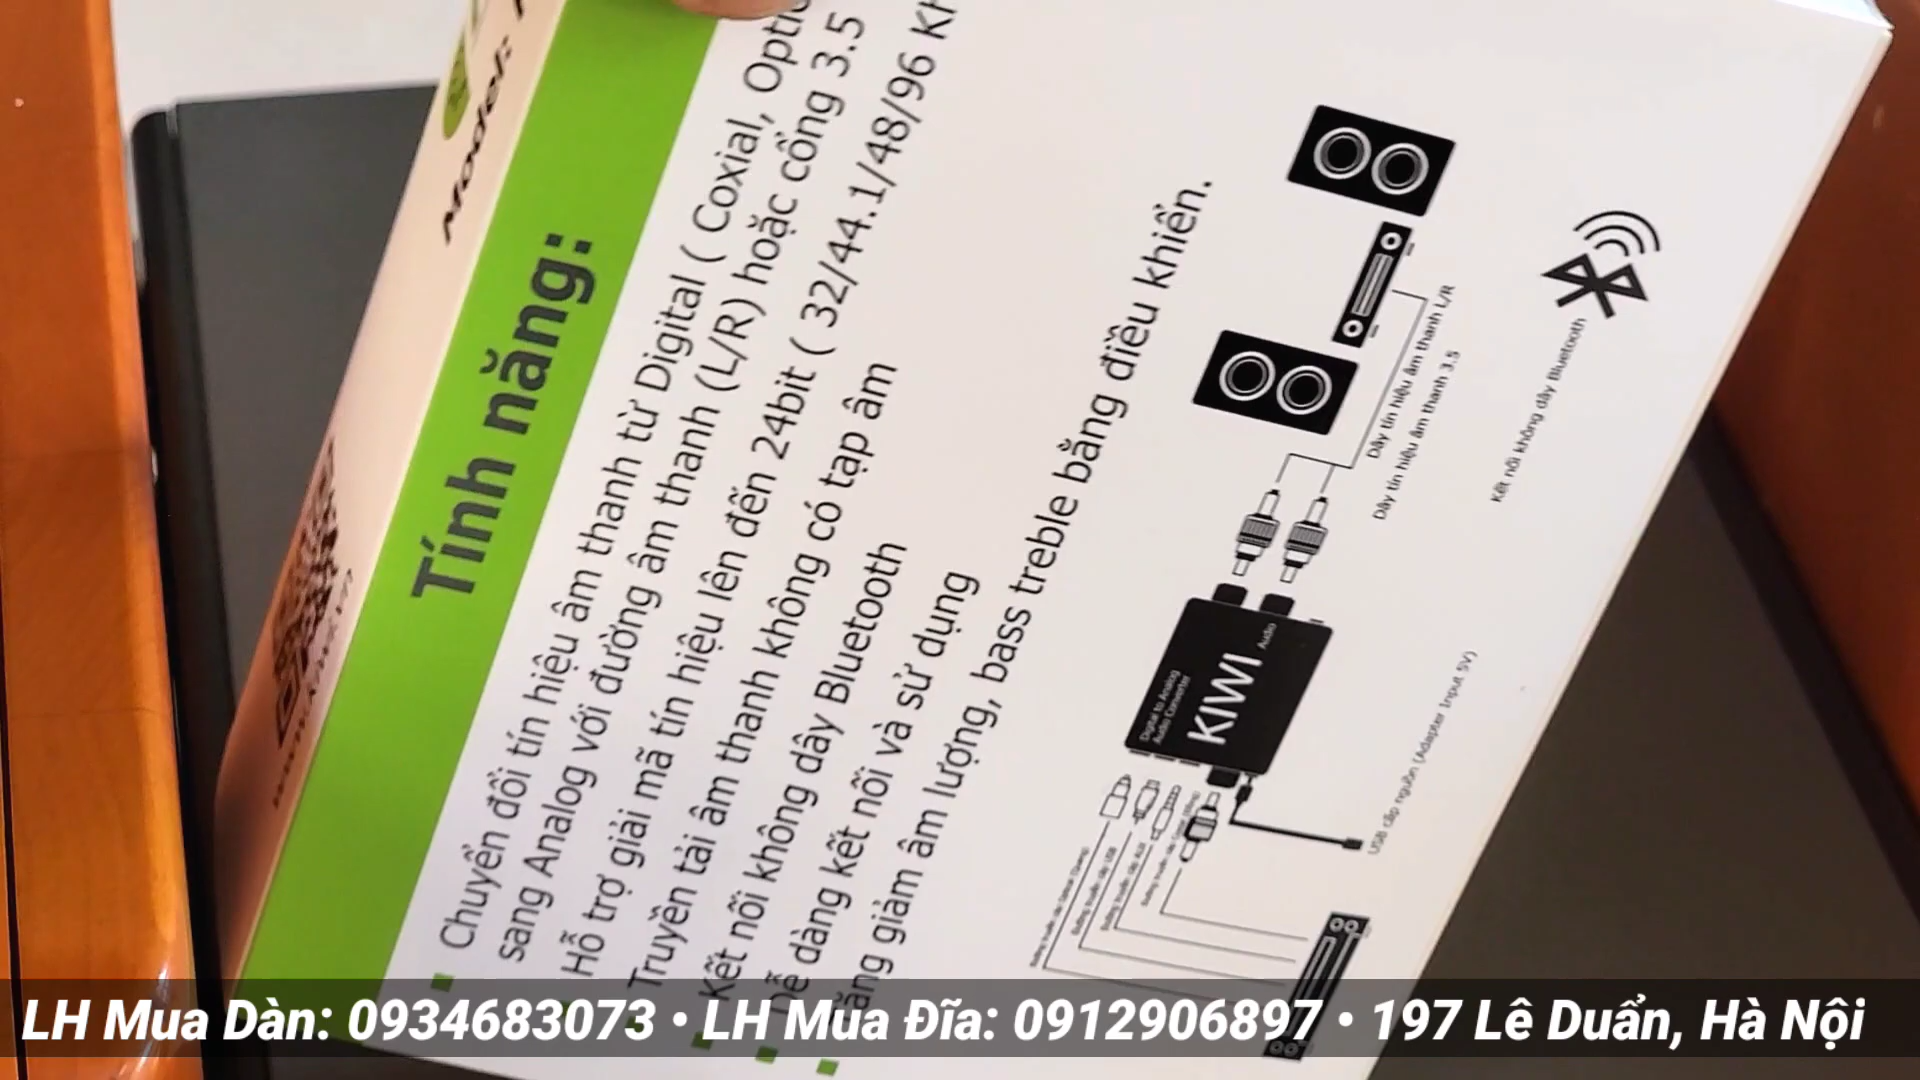 Model:
Tính năng:
Chuyển đổi tín hiệu âm thanh từ Digital ( Coxial,
sang Analog với đường âm thanh (L/R) hoặc cổng 3.5
Hỗ trợ giải mã tín hiệu lên đến 24bit ( 32/44.1/48/96
Truyền tải âm thanh không có tạp âm
Kết nối không dây Bluetooth
Dễ dàng kết nối và sử dụng
giảm âm lượng, bass treble bằng điều khiển.
Digital to Analog
Audio Converter
KIWI
Audio
Dây tín hiệu âm thanh L/R
Dây tín hiệu âm thanh 3.5
Kết nối không dây Bluetooth
USB cấp nguồn (Adapter Input 5V)
LH Mua Dàn: 0934683073 • LH Mua Đĩa: 0912906897 • 197 Lê Duẩn, Hà Nội